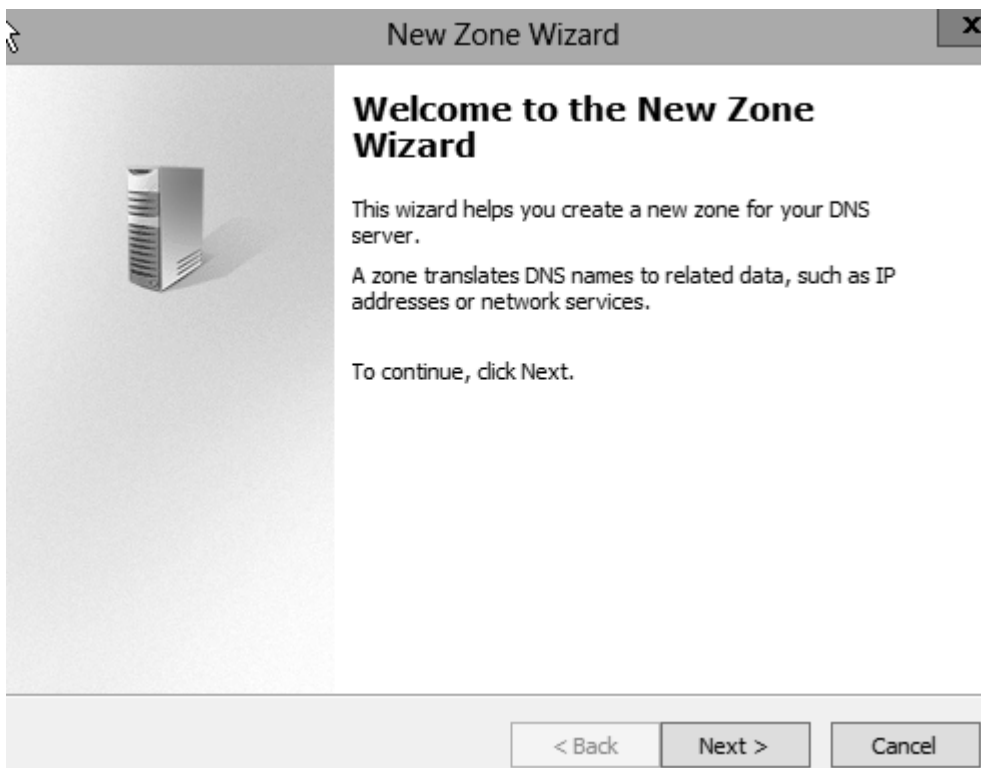 New Zone Wizard
x
Welcome to the New Zone
Wizard
This wizard helps you create a new zone for your DNS
server.
A zone translates DNS names to related data, such as IP
addresses or network services.
To continue, click Next.
< Back
Next >
Cancel